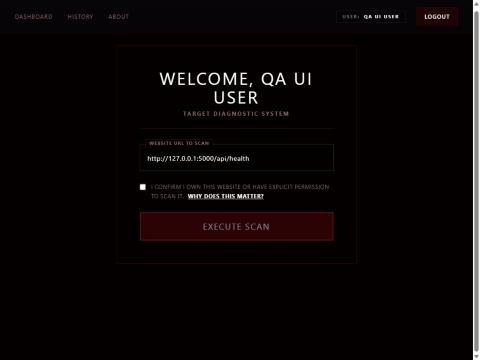 DASHBOARD HISTORY ABOUT USER: QA UI USER LOGOUT
WELCOME, QA UI
USER
TARGET DIAGNOSTIC SYSTEM
WEBSITE URL TO SCAN
http://127.0.0.1:5000/api/health
I CONFIRM I OWN THIS WEBSITE OR HAVE EXPLICIT PERMISSION
TO SCAN IT. WHY DOES THIS MATTER?
EXECUTE SCAN